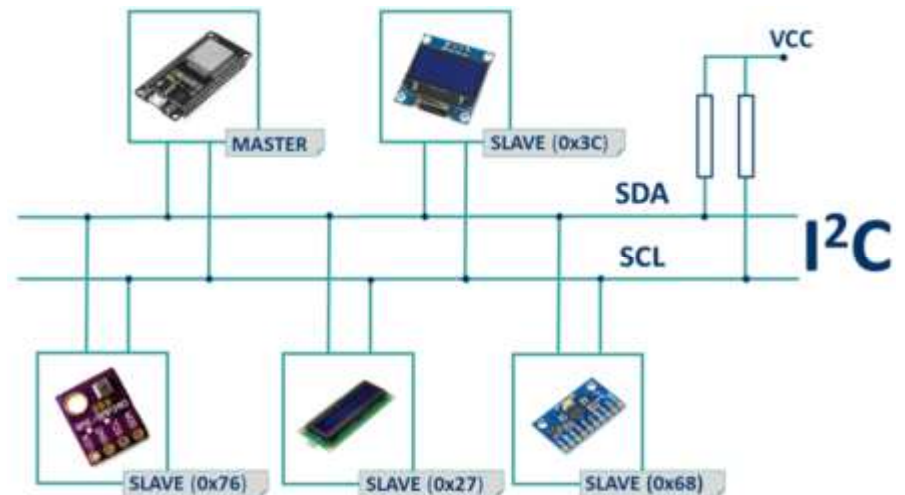 VCC
MASTER
SLAVE (0x3C)
SDA
I²C
SCL
SLAVE (0x76)
SLAVE (0x27)
SLAVE (0x68)